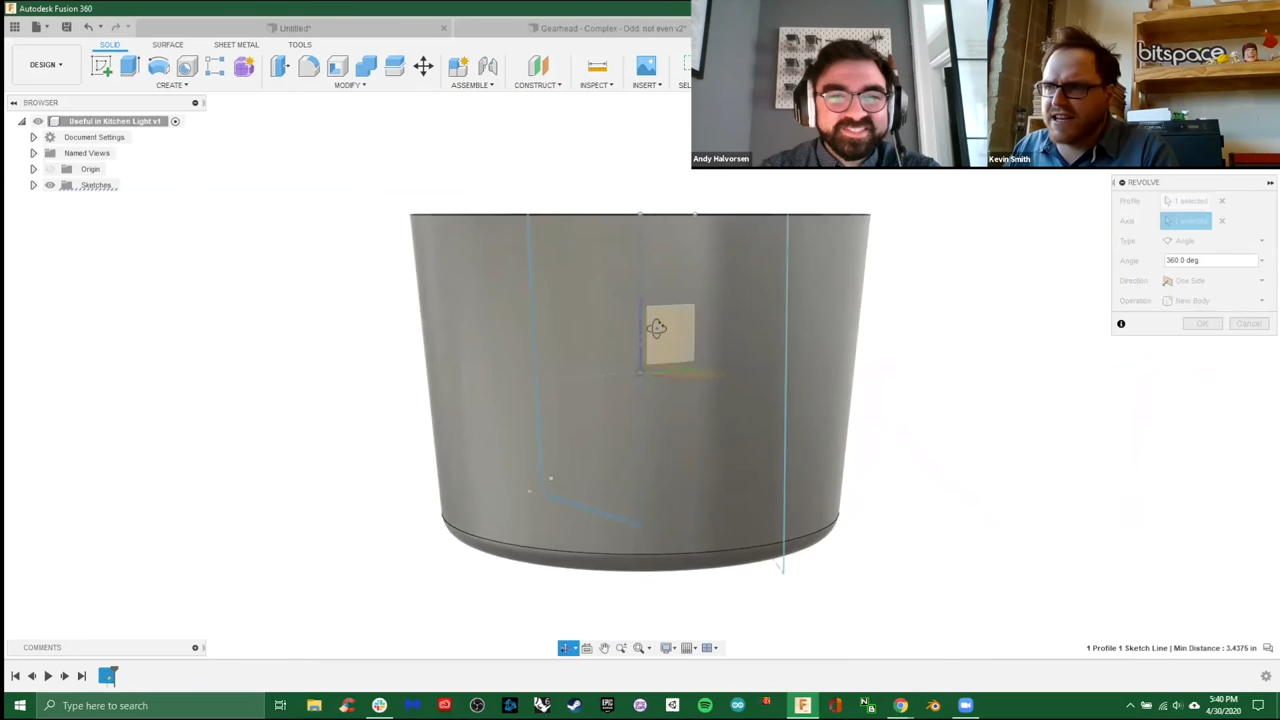 Autodesk Fusion 360
Untitled*
Gearhead - Complex - Odd, not even v2*
SOLID
SURFACE
SHEET METAL
TOOLS
DESIGN
CREATE
MODIFY
ASSEMBLE
CONSTRUCT
INSPECT
INSERT
SEL
bitspace
Andy Halvorsen
Kevin Smith
BROWSER
Useful in Kitchen Light v1
Document Settings
Named Views
Origin
Sketches
REVOLVE
Profile
1 selected
Axis
1 selected
Type
Angle
Angle
360.0 deg
Direction
One Side
Operation
New Body
OK
Cancel
COMMENTS
1 Profile 1 Sketch Line | Min Distance : 3.4375 in
Type here to search
5:40 PM
4/30/2020